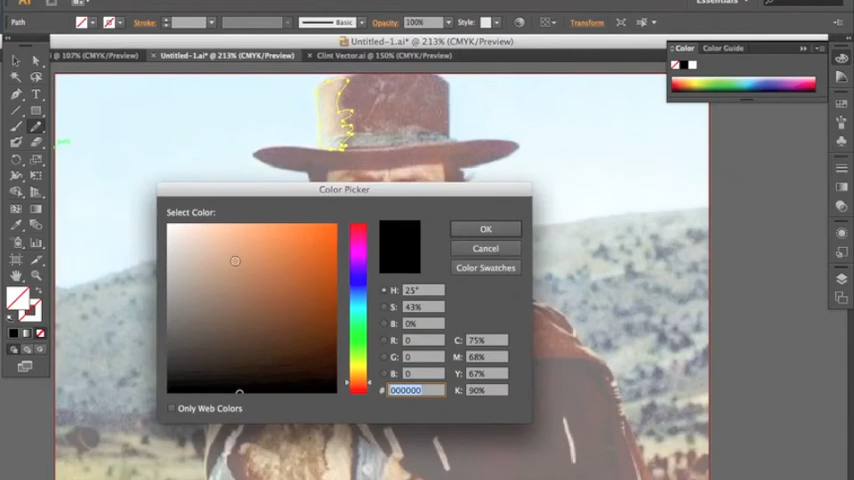 Ai
Essentials
Path
Stroke:
Basic
Opacity: 100%
Style:
Transform
Untitled-1.ai* @ 213% (CMYK/Preview)
@ 107% (CMYK/Preview)
Untitled-1.ai* @ 213% (CMYK/Preview)
Clint Vector.ai @ 150% (CMYK/Preview)
Color
Color Guide
Color Picker
Select Color:
OK
Cancel
Color Swatches
H: 25°
S: 43%
B: 0%
R: 0
C: 75%
G: 0
M: 68%
B: 0
Y: 67%
# 000000
K: 90%
Only Web Colors